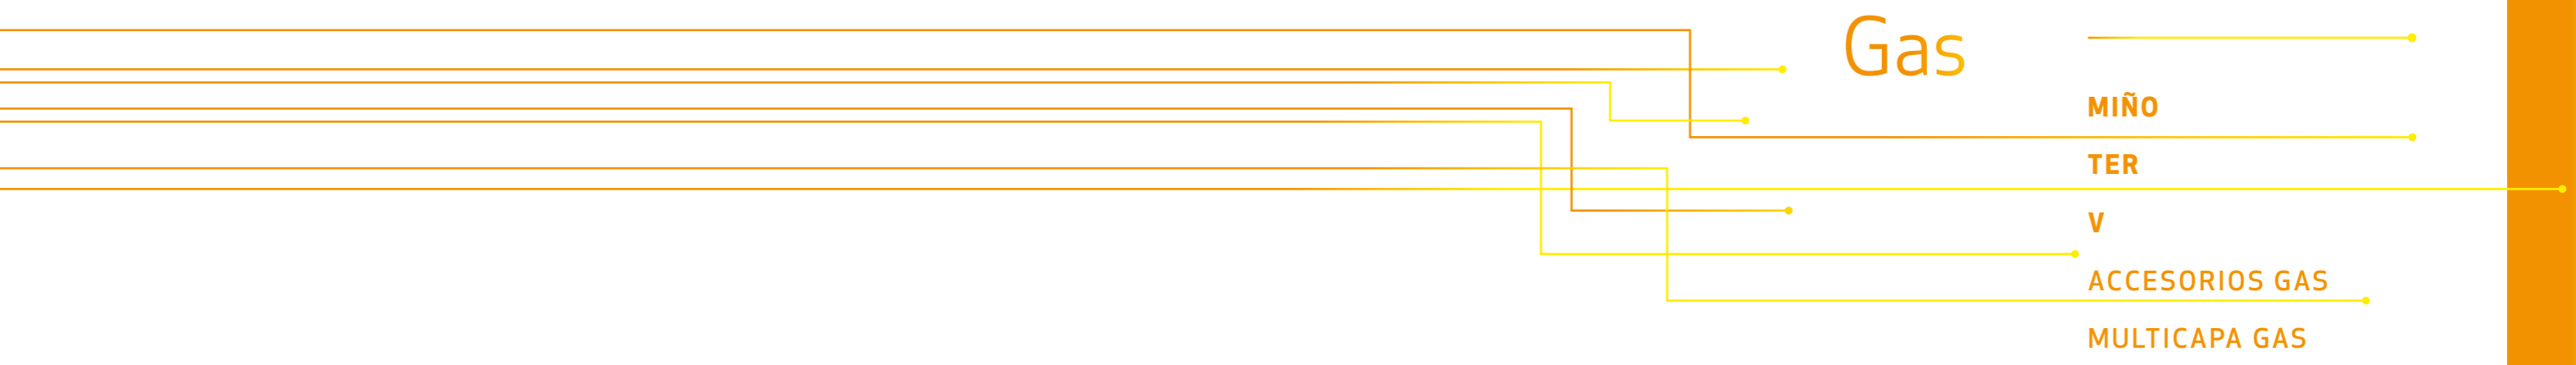 Gas
MIÑO
TER
V
ACCESORIOS GAS
MULTICAPA GAS